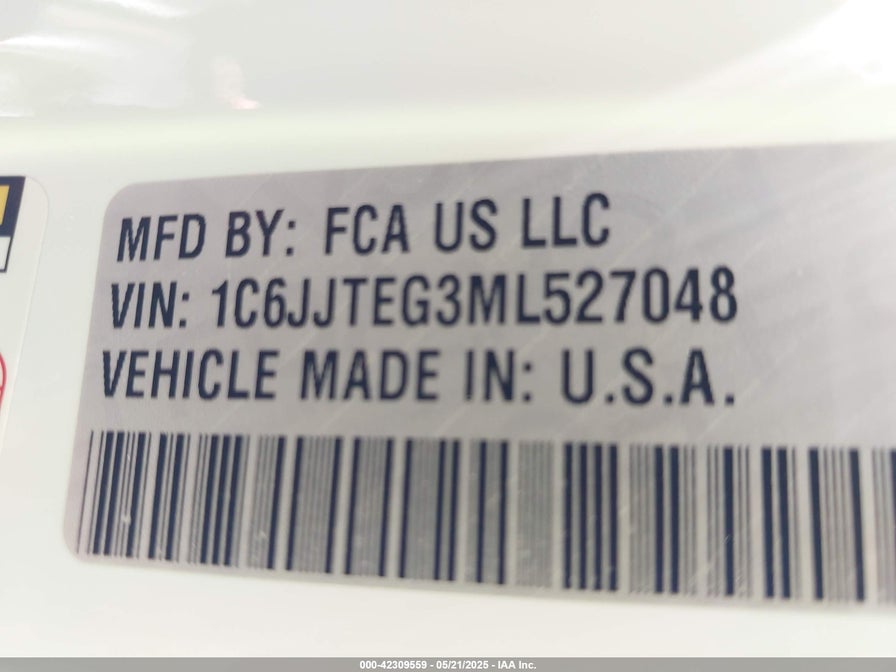 MFD BY: FCA US LLC
VIN: 1C6JJTEG3ML527048
VEHICLE MADE IN: U.S.A.
000-42309559 - 05/21/2025 - IAA Inc.